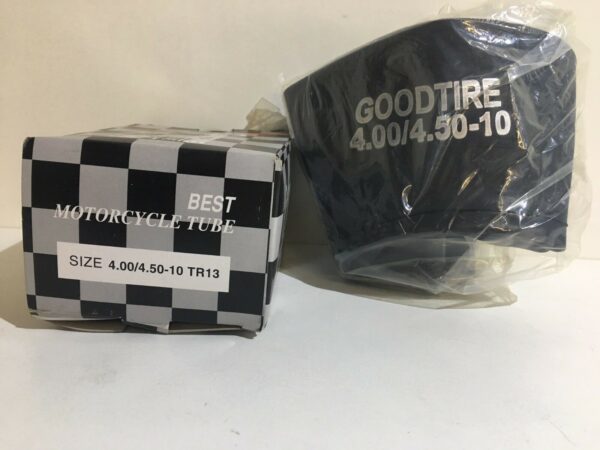 BEST
MOTORCYCLE TUBE
SIZE 4.00/4.50-10 TR13
GOODTIRE
4.00/4.50-10